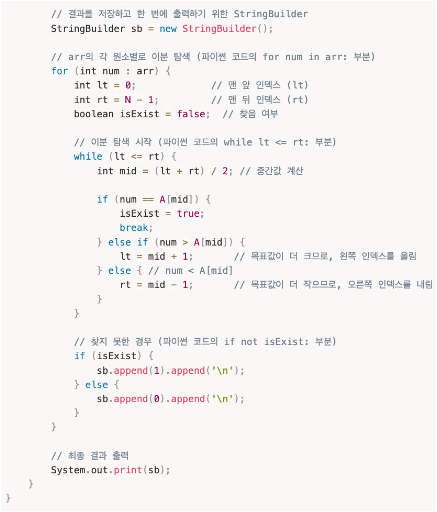 // 결과를 저장하고 한 번에 출력하기 위한 StringBuilder
StringBuilder sb = new StringBuilder();
// arr의 각 원소별로 이분 탐색 (파이썬 코드의 for num in arr: 부분)
for (int num : arr) {
int lt = 0; // 맨 앞 인덱스 (lt)
int rt = N - 1; // 맨 뒤 인덱스 (rt)
boolean isExist = false; // 찾음 여부
// 이분 탐색 시작 (파이썬 코드의 while lt <= rt: 부분)
while (lt <= rt) {
int mid = (lt + rt) / 2; // 중간값 계산
if (num == A[mid]) {
isExist = true;
break;
} else if (num > A[mid]) {
lt = mid + 1; // 목표값이 더 크므로, 왼쪽 인덱스를 올림
} else { // num < A[mid]
rt = mid - 1; // 목표값이 더 작으므로, 오른쪽 인덱스를 내림
}
}
// 찾지 못한 경우 (파이썬 코드의 if not isExist: 부분)
if (isExist) {
sb.append(1).append('\n');
} else {
sb.append(0).append('\n');
}
}
// 최종 결과 출력
System.out.print(sb);
}
}